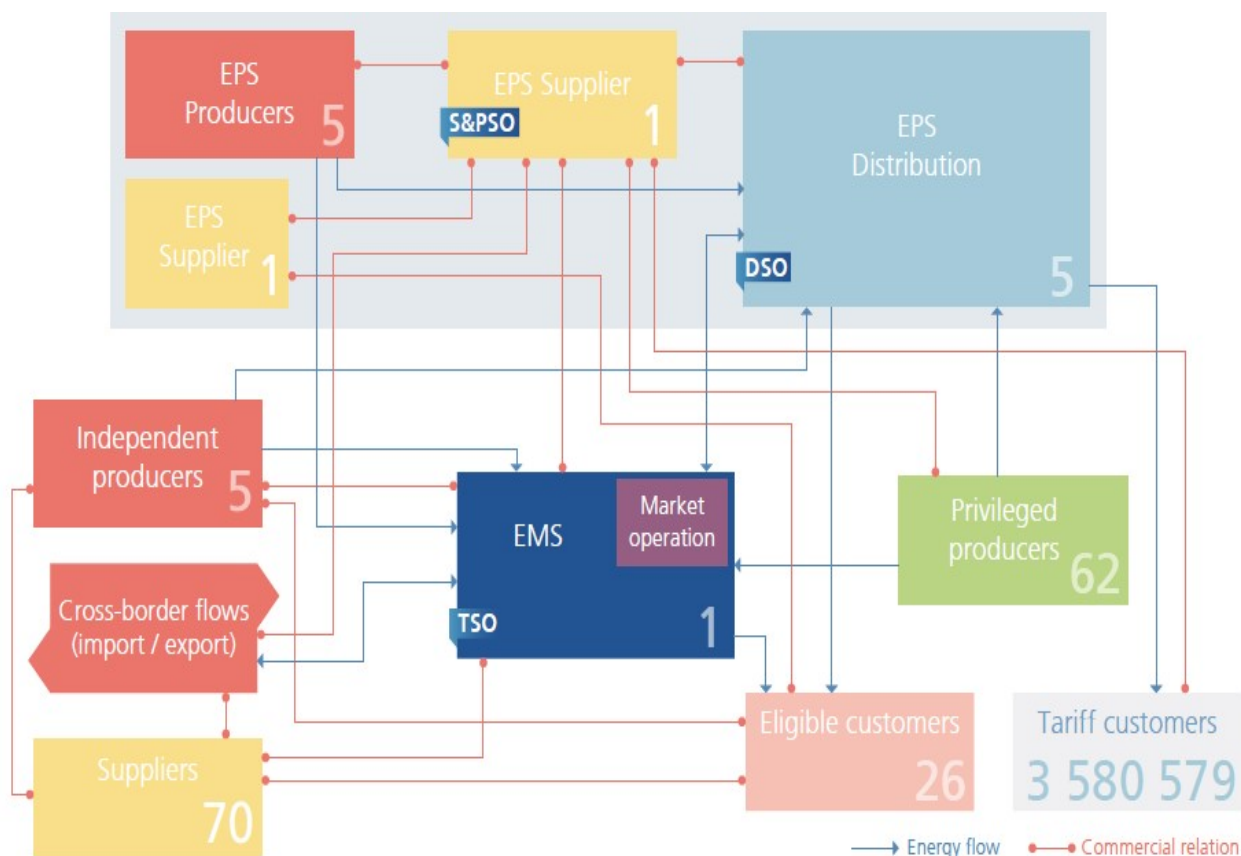 EPS
Producers
5
EPS Supplier
S&PSO
1
EPS
Distribution
DSO
5
EPS
Supplier
1
Independent
producers
5
EMS
Market
operation
TSO
1
Privileged
producers
62
Cross-border flows
(import / export)
Suppliers
70
Eligible customers
26
Tariff customers
3 580 579
Energy flow
Commercial relation